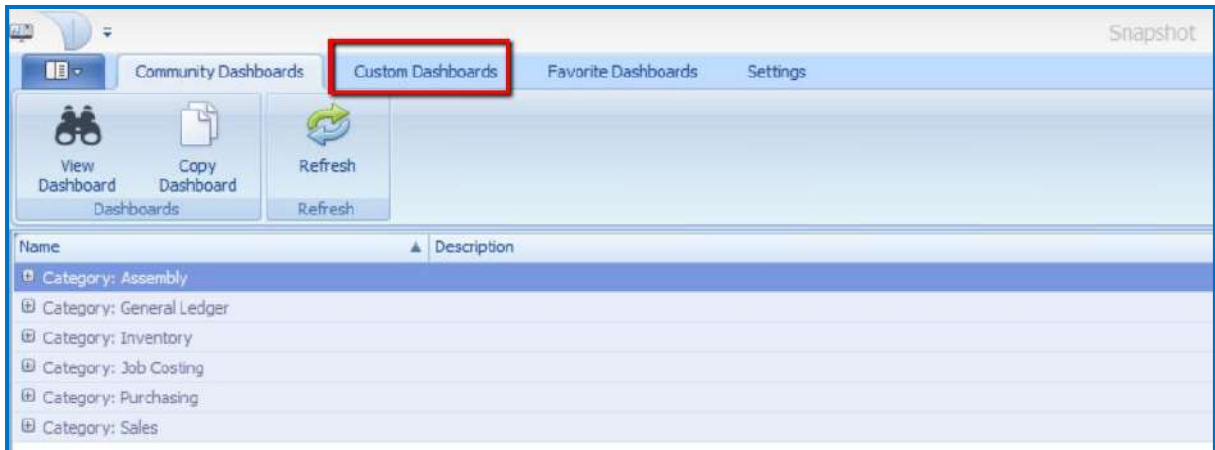 Snapshot
Community Dashboards Custom Dashboards Favorite Dashboards Settings
View Dashboard Copy Dashboard Refresh
Dashboards Refresh
Name Description
Category: Assembly
Category: General Ledger
Category: Inventory
Category: Job Costing
Category: Purchasing
Category: Sales